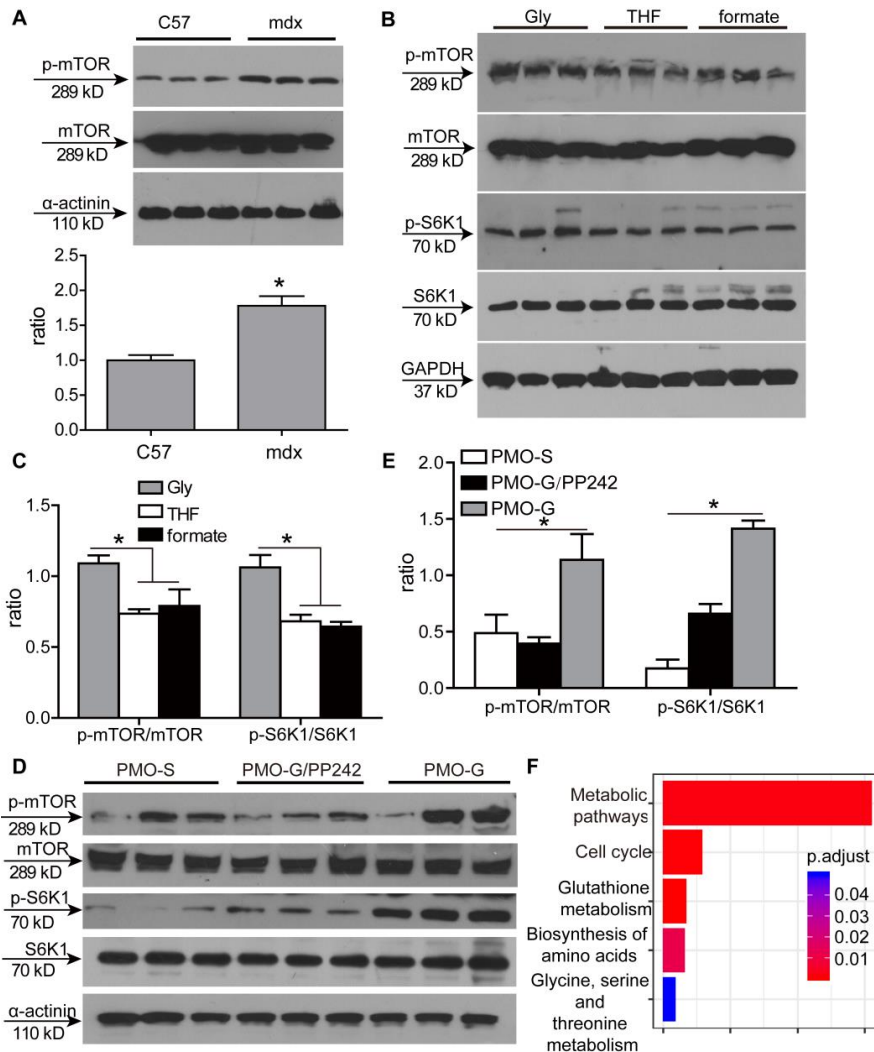 A
C57 mdx
p-mTOR
289 kD
mTOR
289 kD
α-actinin
110 kD
2.5
2.0
1.5
1.0
0.5
0.0
ratio
*
C57 mdx
B
Gly THF formate
p-mTOR
289 kD
mTOR
289 kD
p-S6K1
70 kD
S6K1
70 kD
GAPDH
37 kD
C
Gly
THF
formate
1.5
1.0
0.5
0.0
ratio
* *
p-mTOR/mTOR p-S6K1/S6K1
E
PMO-S
PMO-G/PP242
PMO-G
2.0
1.5
1.0
0.5
0.0
ratio
* *
p-mTOR/mTOR p-S6K1/S6K1
D
PMO-S PMO-G/PP242 PMO-G
p-mTOR
289 kD
mTOR
289 kD
p-S6K1
70 kD
S6K1
70 kD
α-actinin
110 kD
F
Metabolic
pathways
Cell cycle
Glutathione
metabolism
Biosynthesis of
amino acids
Glycine, serine
and
threonine
metabolism
p.adjust
0.04
0.03
0.02
0.01